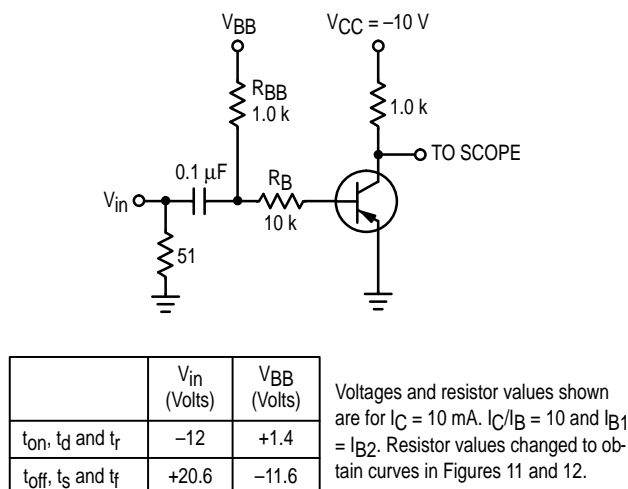 VBB
VCC = –10 V
RBB
1.0 k
1.0 k
TO SCOPE
0.1 μF
RB
Vin
10 k
51
Vin
(Volts)
VBB
(Volts)
ton, td and tr
–12
+1.4
toff, ts and tf
+20.6
–11.6
Voltages and resistor values shown
are for IC = 10 mA. IC/IB = 10 and IB1
= IB2. Resistor values changed to ob-
tain curves in Figures 11 and 12.